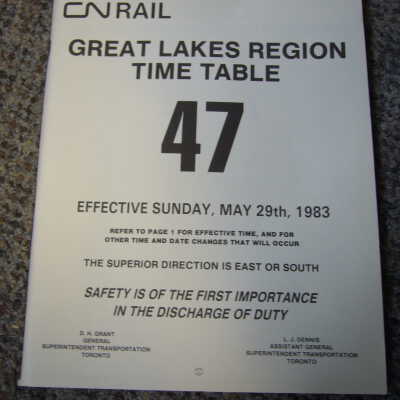 CN RAIL
GREAT LAKES REGION
TIME TABLE
47
EFFECTIVE SUNDAY, MAY 29th, 1983
REFER TO PAGE 1 FOR EFFECTIVE TIME, AND FOR
OTHER TIME AND DATE CHANGES THAT WILL OCCUR
THE SUPERIOR DIRECTION IS EAST OR SOUTH
SAFETY IS OF THE FIRST IMPORTANCE
IN THE DISCHARGE OF DUTY
D. H. GRANT
GENERAL
SUPERINTENDENT TRANSPORTATION
TORONTO
L. J. DENNIS
ASSISTANT GENERAL
SUPERINTENDENT TRANSPORTATION
TORONTO